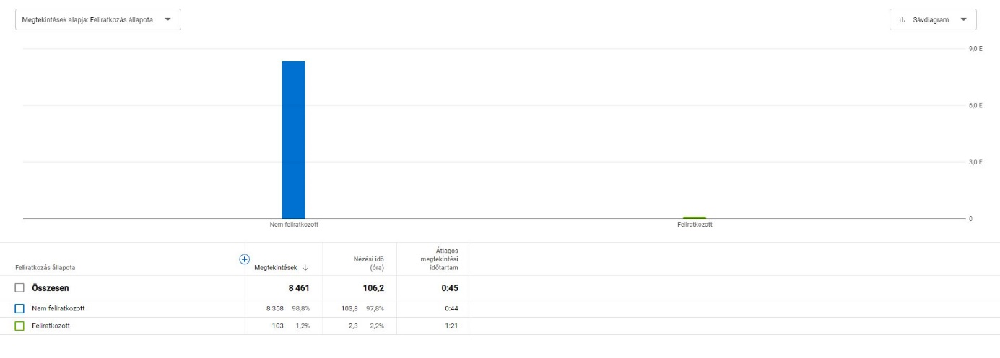 Megtekintések alapja: Feliratkozás állapota
Sávdiagram
9,0 E
6,0 E
3,0 E
0
Nem feliratkozott
Feliratkozott
Feliratkozás állapota
Megtekintések
Nézési idő
(óra)
Átlagos
megtekintési
időtartam
Összesen 8 461 106,2 0:45
Nem feliratkozott 8 358 98,8% 103,8 97,8% 0:44
Feliratkozott 103 1,2% 2,3 2,2% 1:21